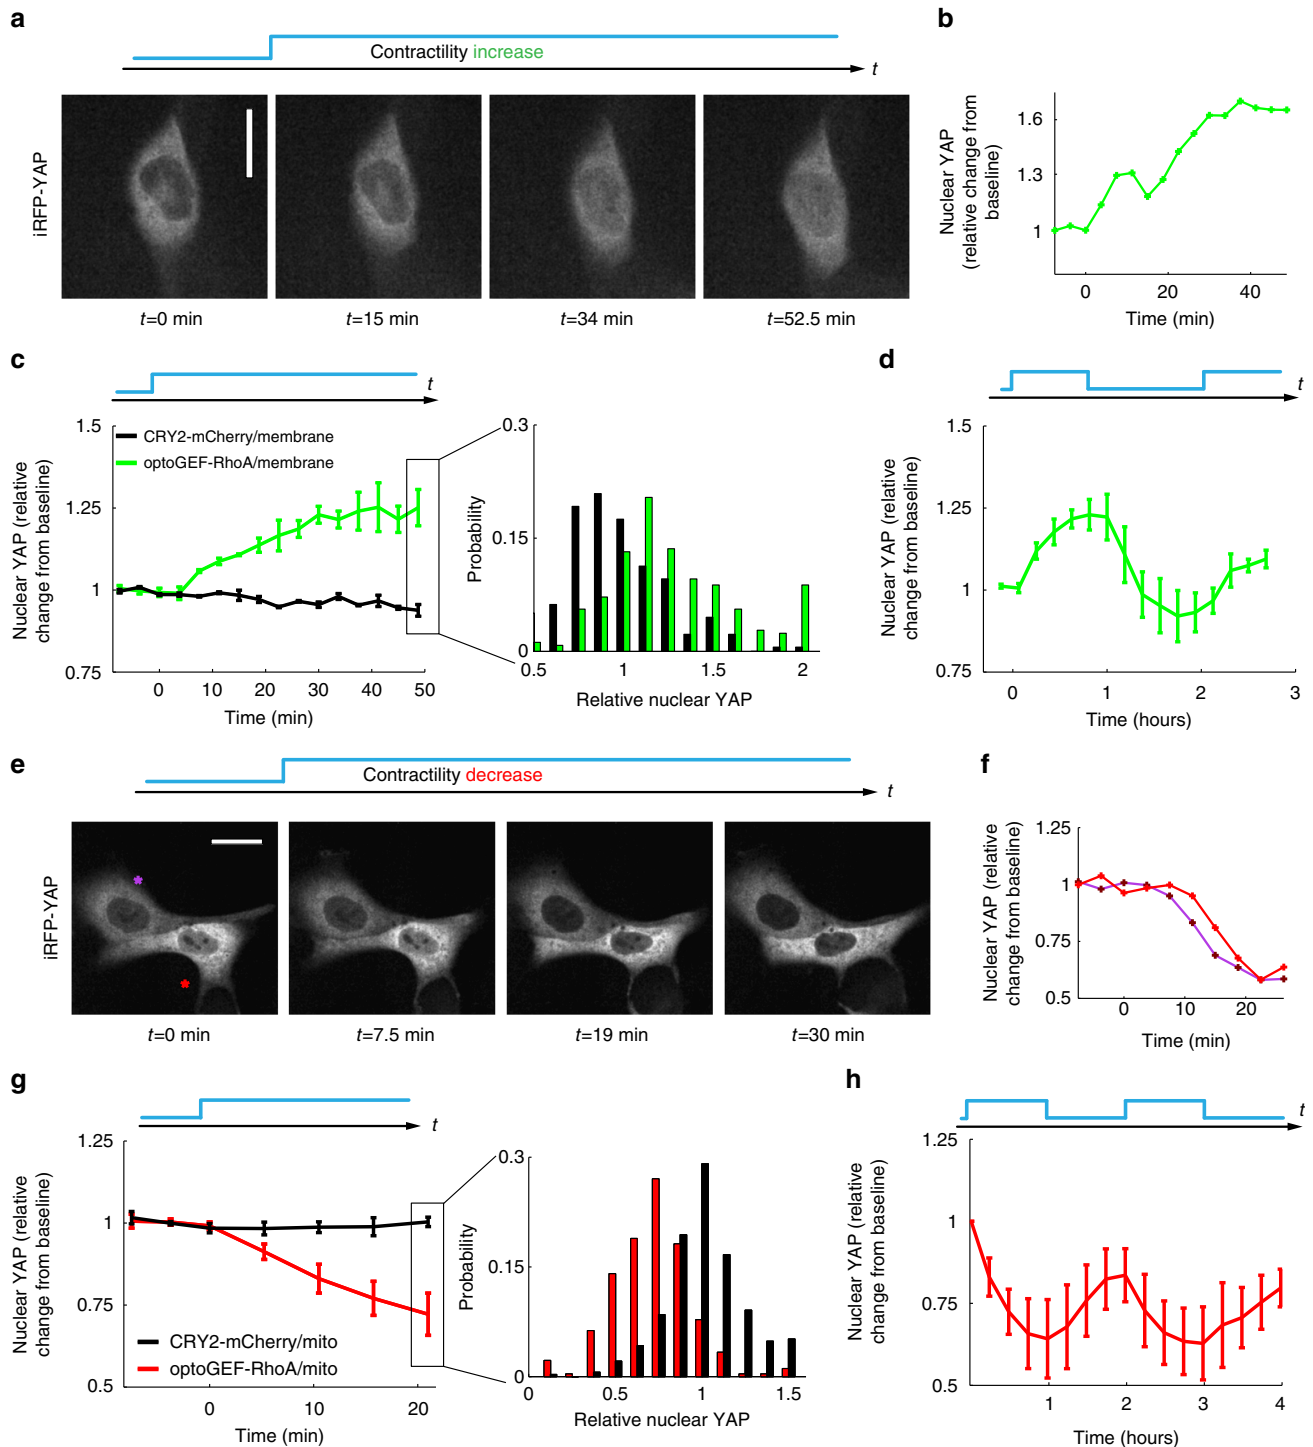 a
Contractility increase
t
iRFP-YAP
t=0 min
t=15 min
t=34 min
t=52.5 min
b
Nuclear YAP
(relative change from
baseline)
1.6
1.3
1
0
20
40
Time (min)
c
t
Nuclear YAP (relative
change from baseline)
1.5
1.25
1
0.75
CRY2-mCherry/membrane
optoGEF-RhoA/membrane
0
10
20
30
40
50
Time (min)
Probability
0.3
0.15
0
0.5
1
1.5
2
Relative nuclear YAP
d
t
Nuclear YAP (relative
change from baseline)
1.5
1.25
1
0.75
0
1
2
3
Time (hours)
e
Contractility decrease
t
iRFP-YAP
*
*
t=0 min
t=7.5 min
t=19 min
t=30 min
f
Nuclear YAP (relative
change from baseline)
1.25
1
0.75
0.5
0
10
20
Time (min)
g
t
Nuclear YAP (relative
change from baseline)
1.25
1
0.75
0.5
CRY2-mCherry/mito
optoGEF-RhoA/mito
0
10
20
Time (min)
Probability
0.3
0.15
0
0
0.5
1
1.5
Relative nuclear YAP
h
t
Nuclear YAP (relative
change from baseline)
1.25
1
0.75
0.5
1
2
3
4
Time (hours)